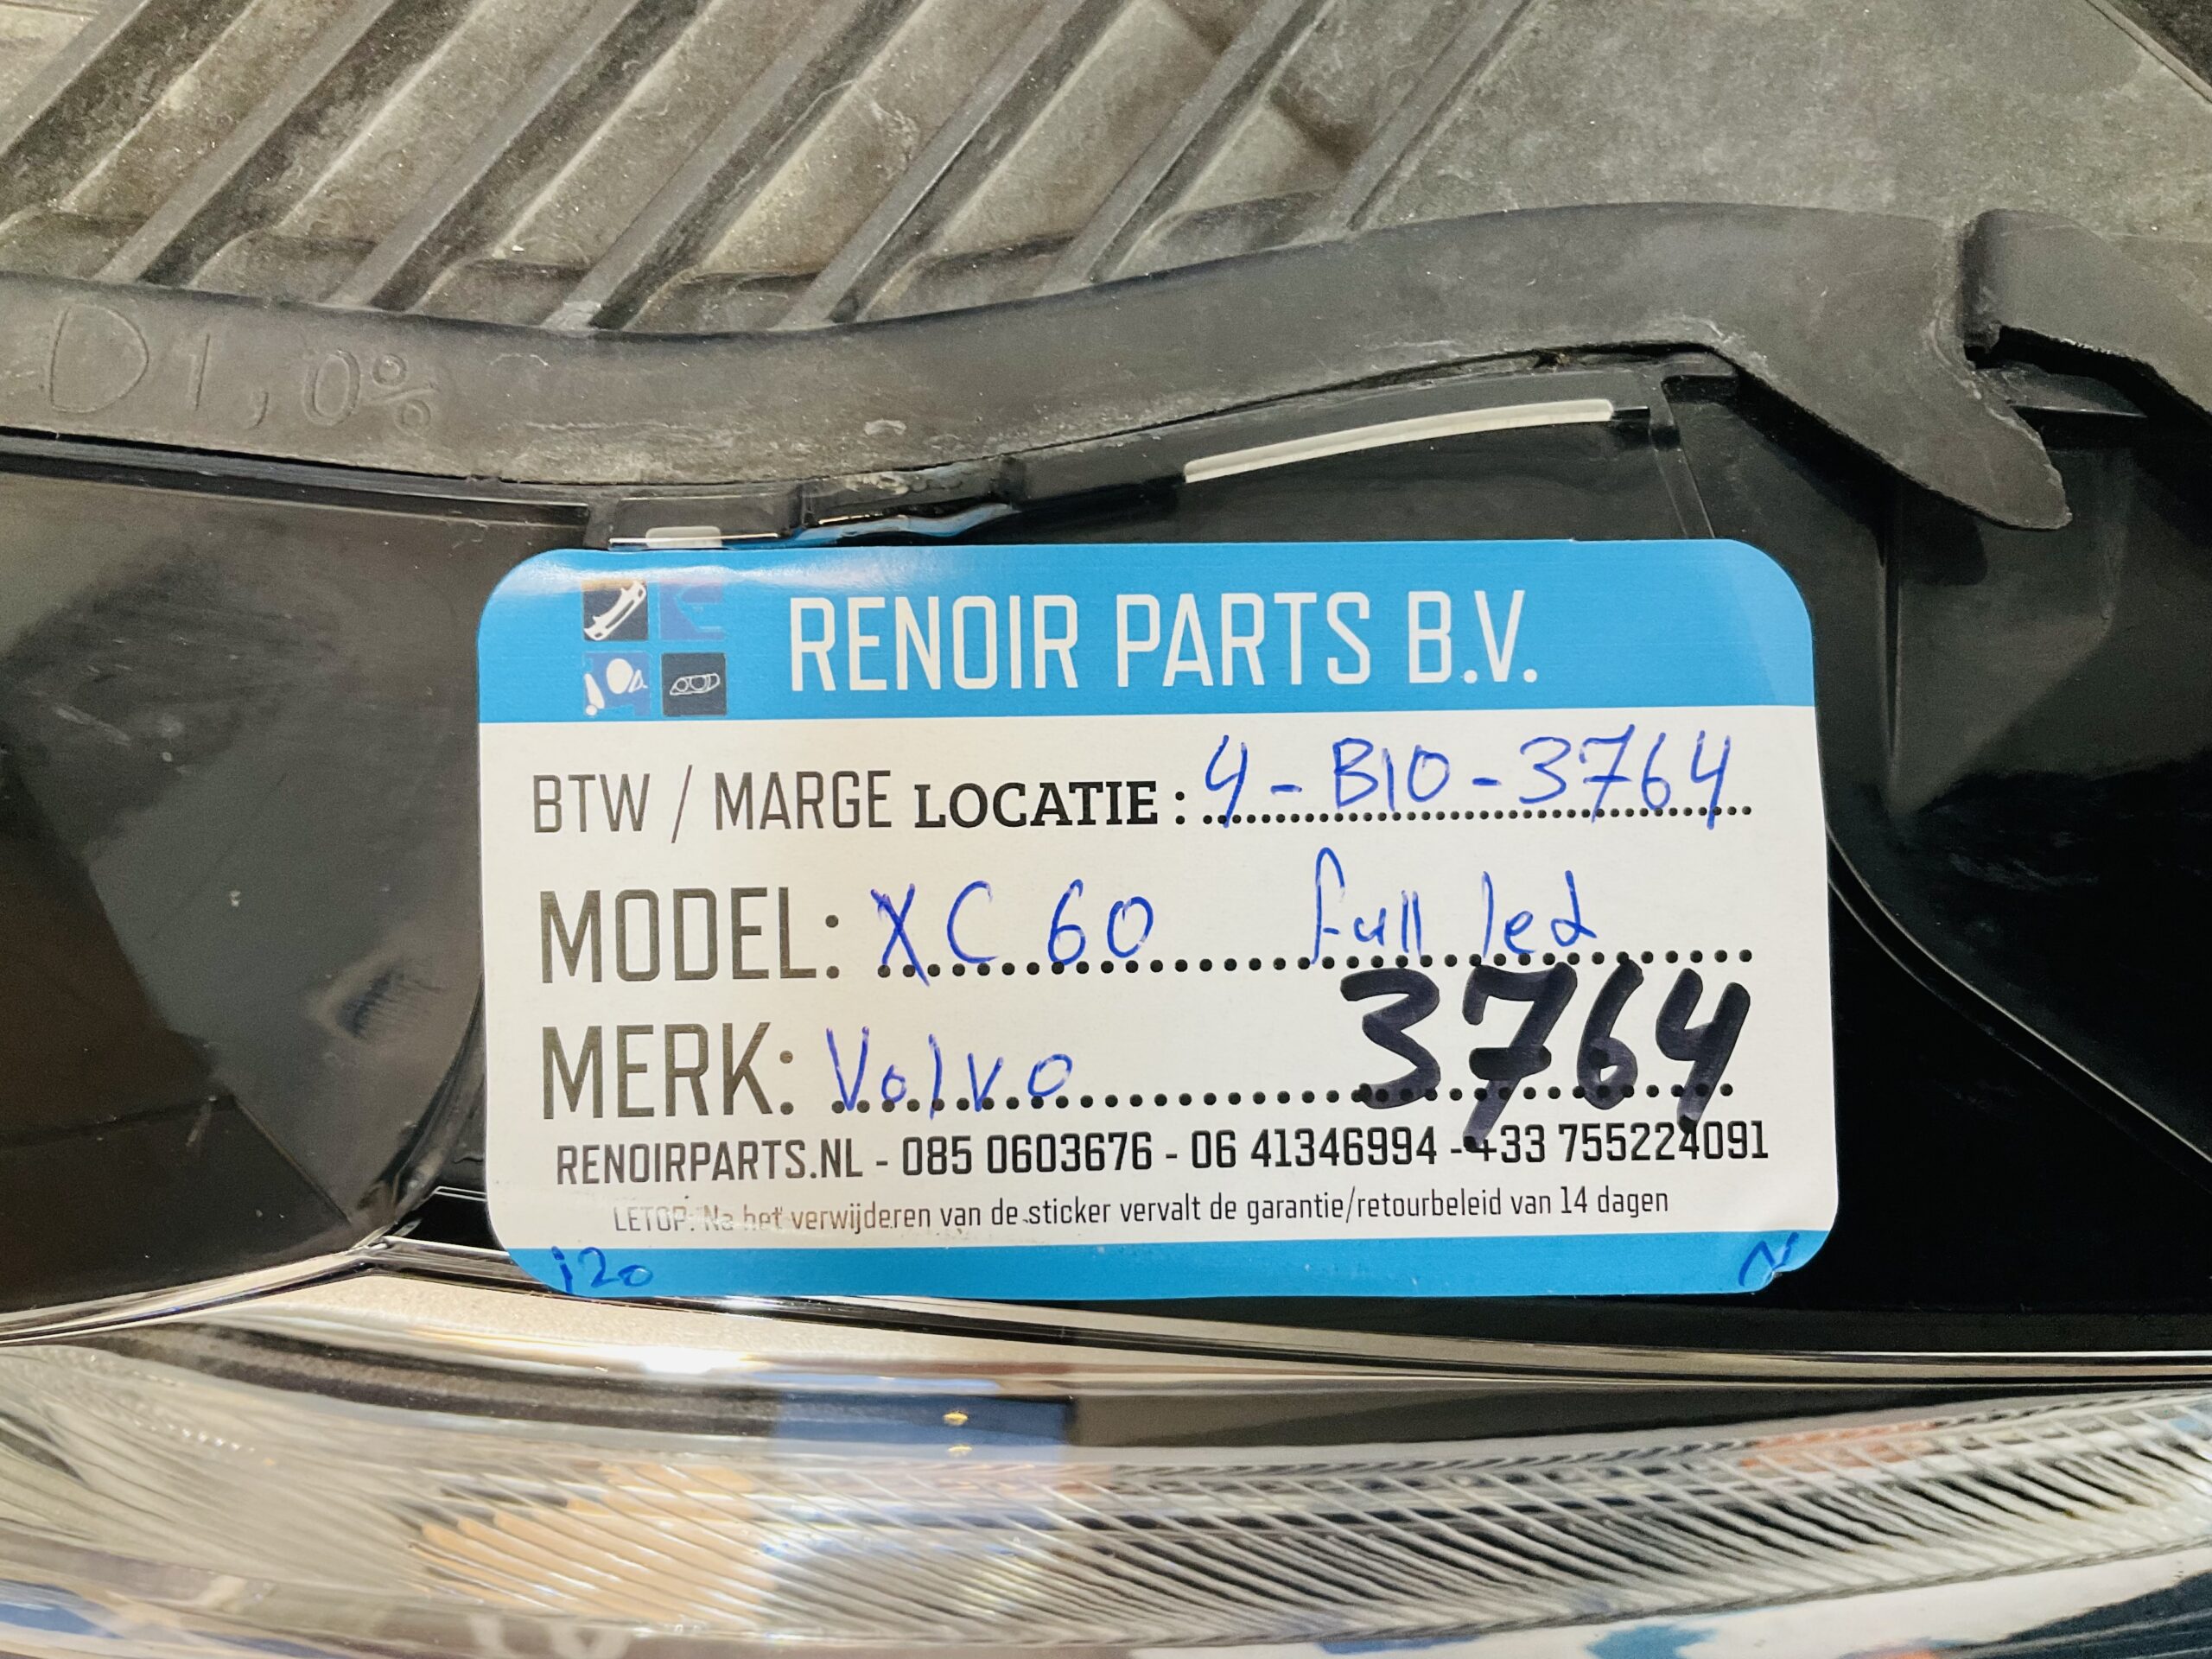 D1,0%
RENOIR PARTS B.V.
BTW / MARGE LOCATIE : 4-B10-3764
MODEL: XC 60 full led
3764
MERK: Volvo
RENOIRPARTS.NL - 085 0603676 - 06 41346994 - +33 755224091
LETOP: Na het verwijderen van de sticker vervalt de garantie/retourbeleid van 14 dagen
i20 N